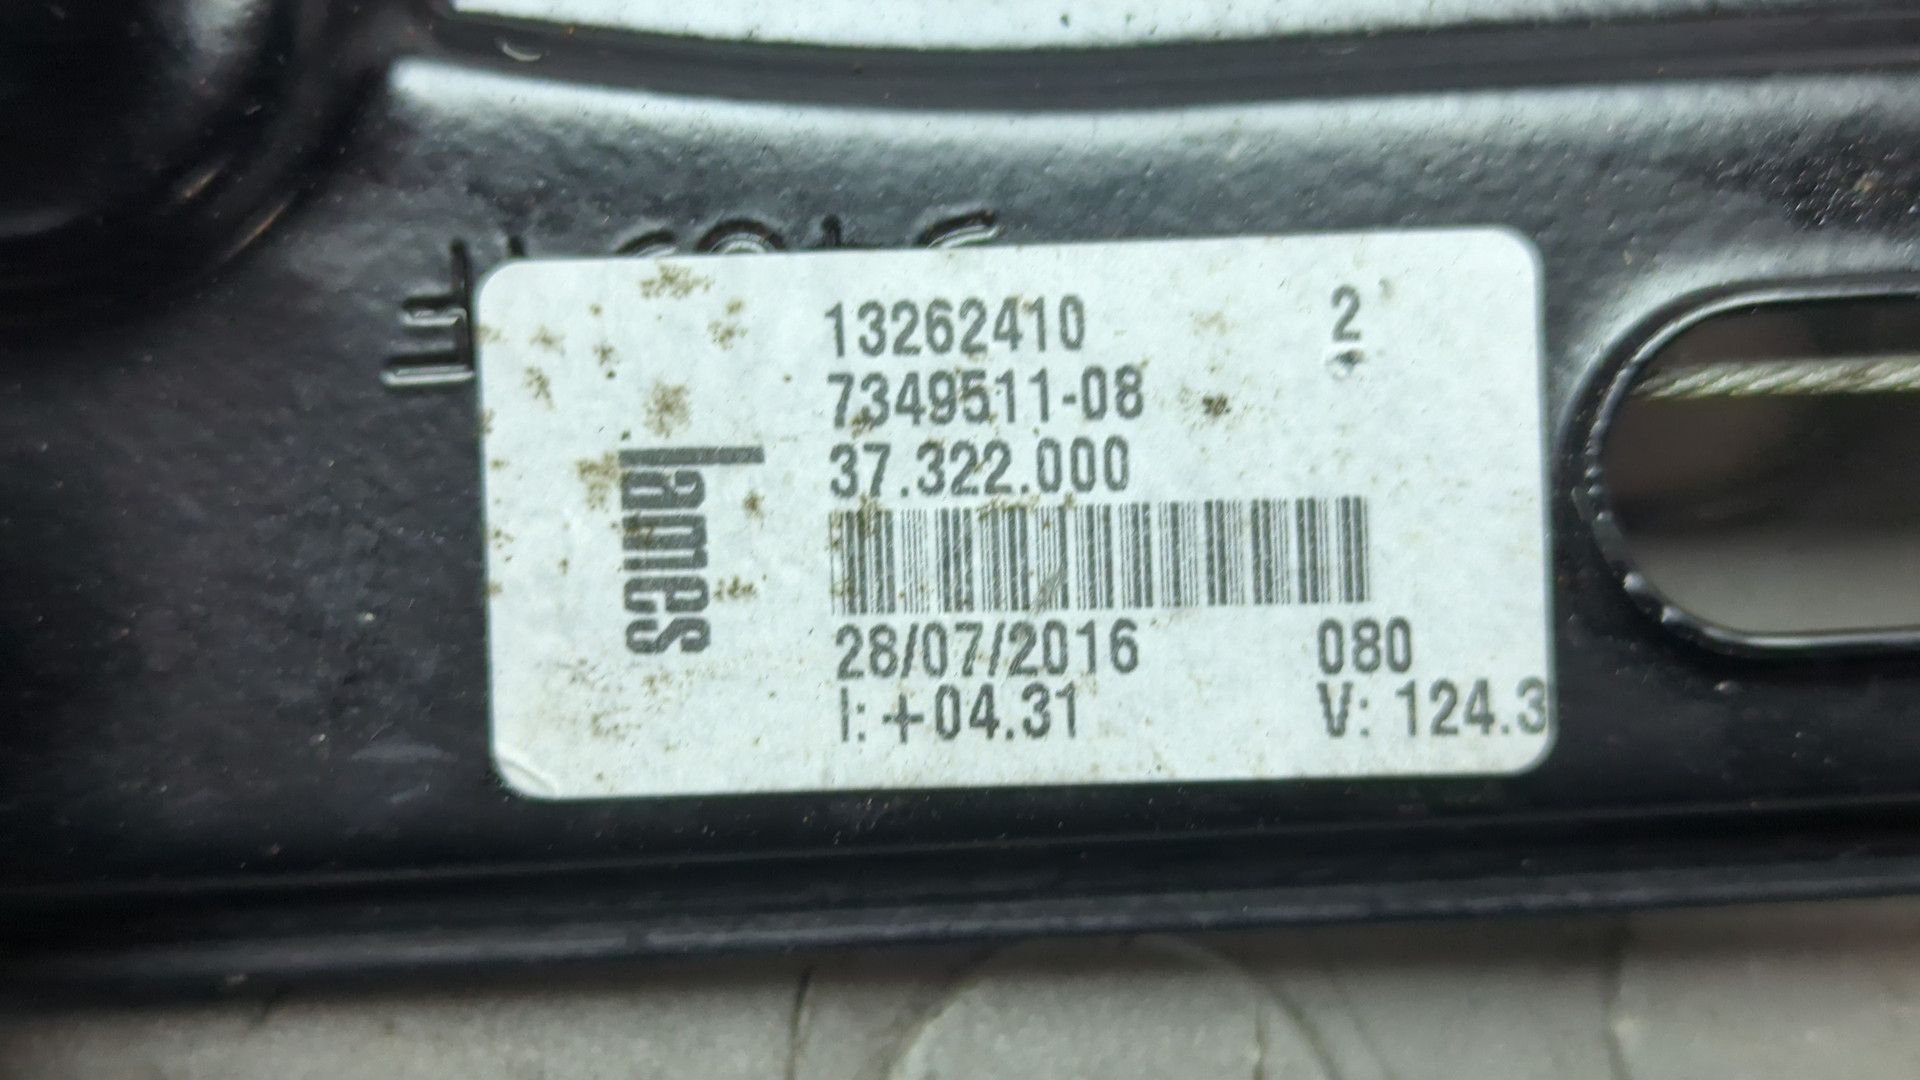 13262410 2
7349511-08
37.322.000
Lames
28/07/2016 080
I: +04.31 V: 124.3